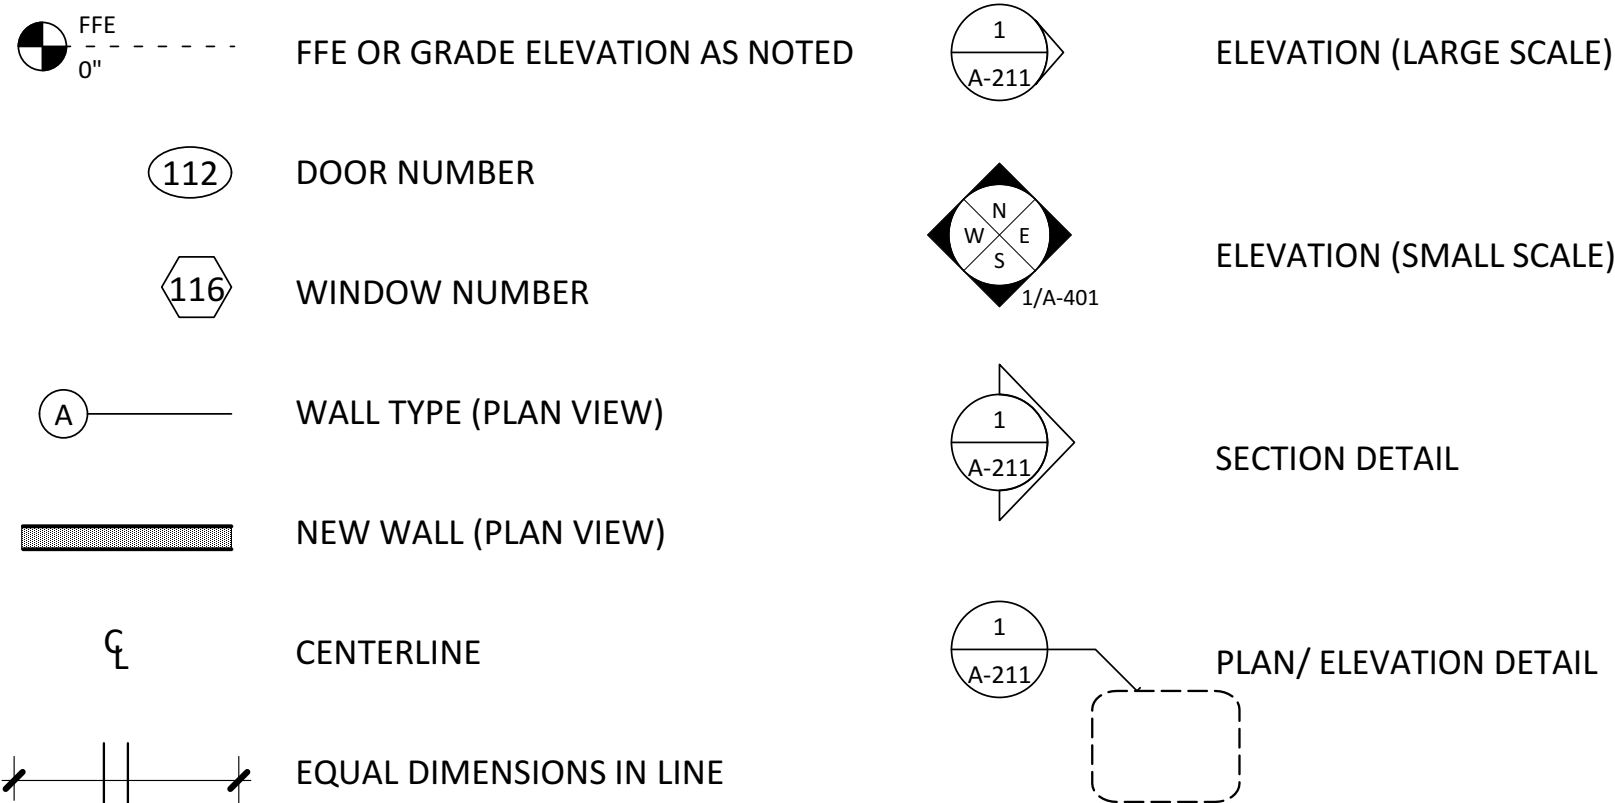 FFE
0"
FFE OR GRADE ELEVATION AS NOTED
112
DOOR NUMBER
116
WINDOW NUMBER
A
WALL TYPE (PLAN VIEW)
NEW WALL (PLAN VIEW)
℄
CENTERLINE
EQUAL DIMENSIONS IN LINE
1
A-211
ELEVATION (LARGE SCALE)
N
W E
S
1/A-401
ELEVATION (SMALL SCALE)
1
A-211
SECTION DETAIL
1
A-211
PLAN/ ELEVATION DETAIL